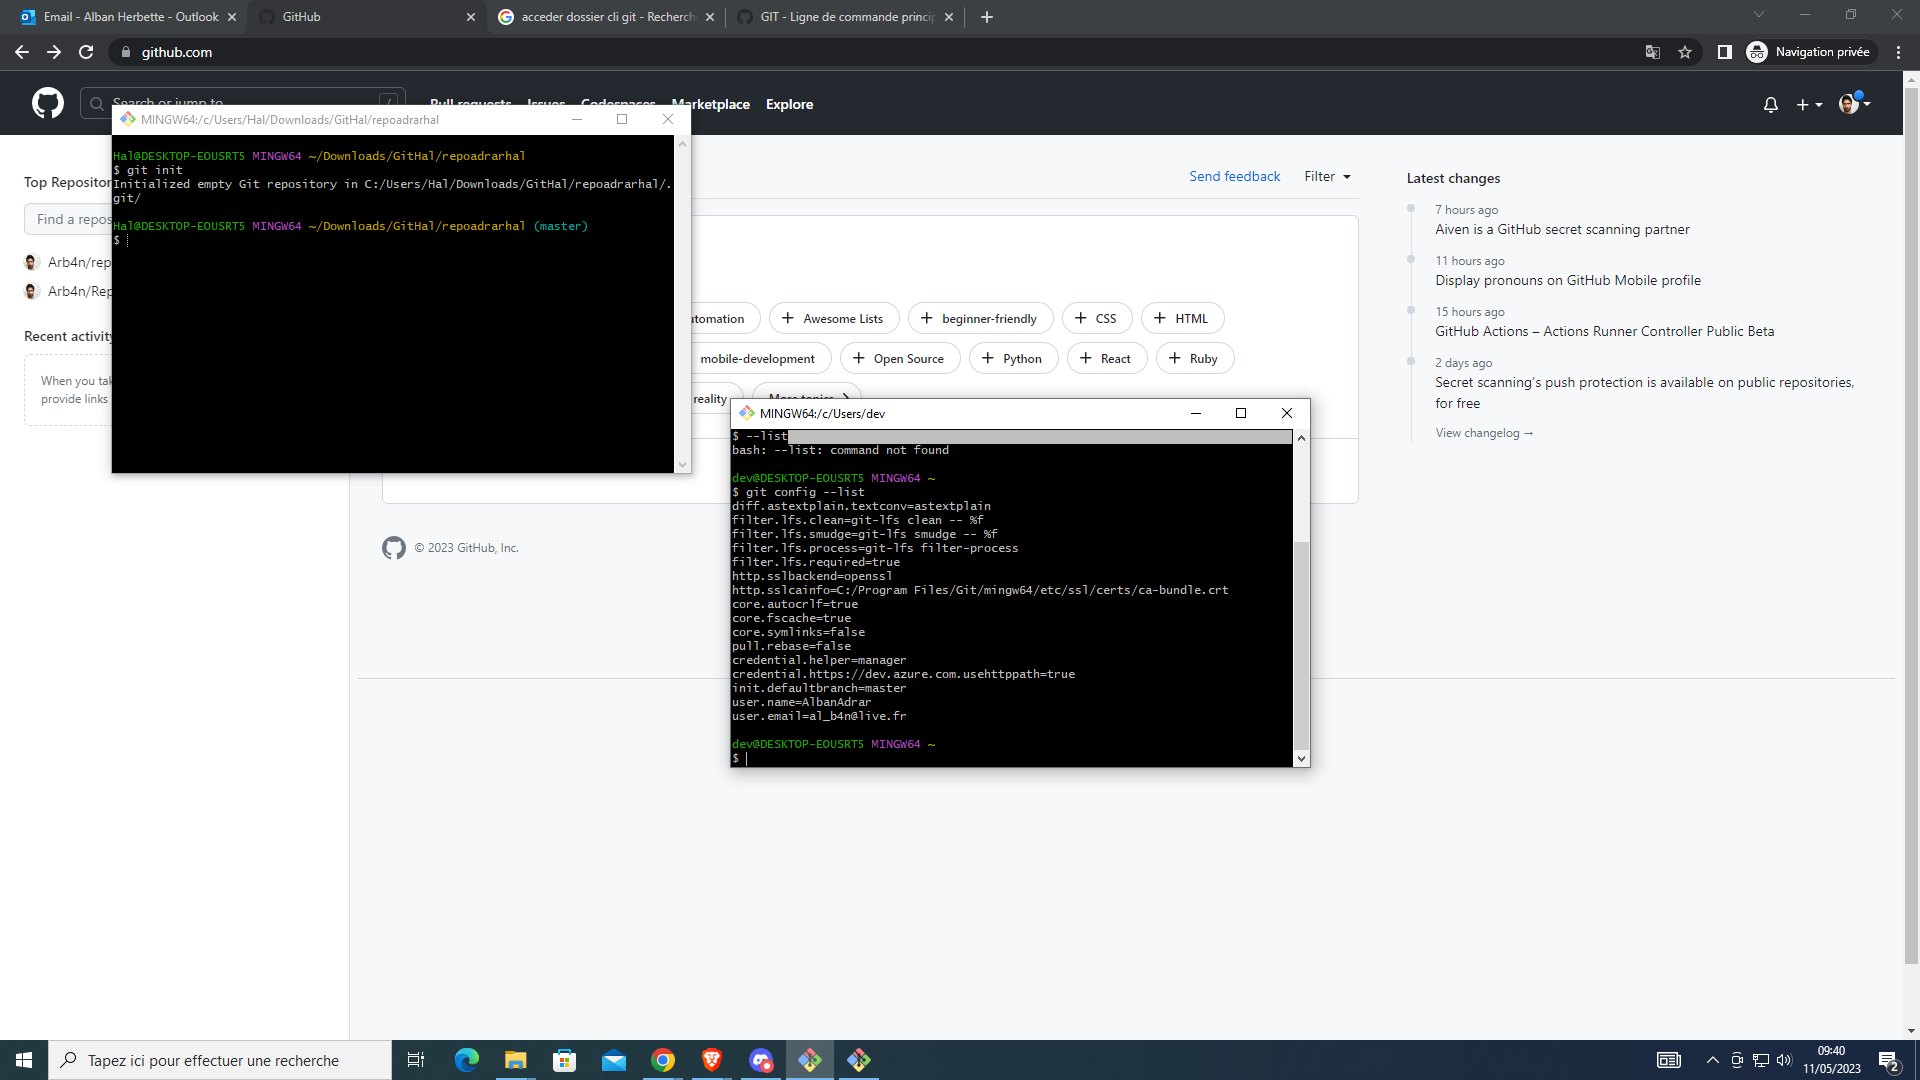 Email - Alban Herbette - Outlook
GitHub
acceder dossier cli git - Recherch
GIT - Ligne de commande princip
github.com
Navigation privée
Search or jump to
/
Pull requests
Issues
Codespaces
Marketplace
Explore
MINGW64:/c/Users/Hal/Downloads/GitHal/repoadrarhal
Hal@DESKTOP-EOUSRT5 MINGW64 ~/Downloads/GitHal/repoadrarhal
$ git init
Initialized empty Git repository in C:/Users/Hal/Downloads/GitHal/repoadrarhal/.
git/
Hal@DESKTOP-EOUSRT5 MINGW64 ~/Downloads/GitHal/repoadrarhal (master)
$
Top Repositor
Find a repos
Arb4n/rep
Arb4n/Rep
Recent activity
When you tak
provide links
Send feedback
Filter
utomation
Awesome Lists
beginner-friendly
CSS
HTML
mobile-development
Open Source
Python
React
Ruby
reality
More topics
Latest changes
7 hours ago
Aiven is a GitHub secret scanning partner
11 hours ago
Display pronouns on GitHub Mobile profile
15 hours ago
GitHub Actions – Actions Runner Controller Public Beta
2 days ago
Secret scanning's push protection is available on public repositories,
for free
View changelog →
MINGW64:/c/Users/dev
$ --list
bash: --list: command not found
dev@DESKTOP-EOUSRT5 MINGW64 ~
$ git config --list
diff.astextplain.textconv=astextplain
filter.lfs.clean=git-lfs clean -- %f
filter.lfs.smudge=git-lfs smudge -- %f
filter.lfs.process=git-lfs filter-process
filter.lfs.required=true
http.sslbackend=openssl
http.sslcainfo=C:/Program Files/Git/mingw64/etc/ssl/certs/ca-bundle.crt
core.autocrlf=true
core.fscache=true
core.symlinks=false
pull.rebase=false
credential.helper=manager
credential.https://dev.azure.com.usehttppath=true
init.defaultbranch=master
user.name=AlbanAdrar
user.email=al_b4n@live.fr
dev@DESKTOP-EOUSRT5 MINGW64 ~
$
© 2023 GitHub, Inc.
Tapez ici pour effectuer une recherche
09:40
11/05/2023
2